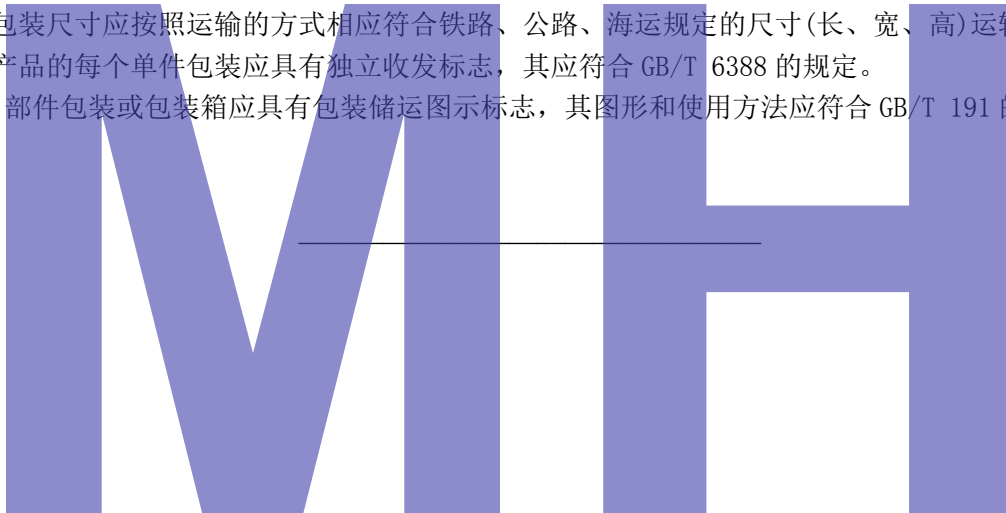 包装尺寸应按照运输的方式相应符合铁路、公路、海运规定的尺寸(长、宽、高)运
产品的每个单件包装应具有独立收发标志，其应符合 GB/T 6388 的规定。
部件包装或包装箱应具有包装储运图示标志，其图形和使用方法应符合 GB/T 191
MH